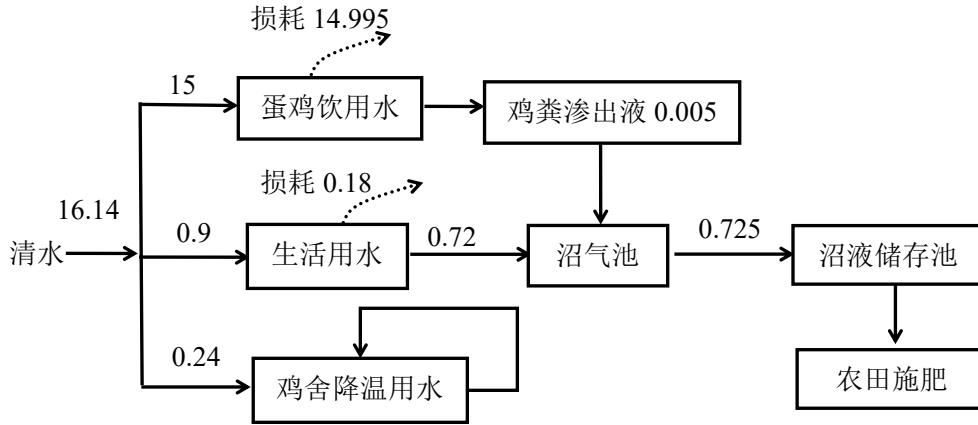 损耗 14.995
15
蛋鸡饮用水
鸡粪渗出液 0.005
损耗 0.18
16.14
清水
0.9
生活用水
0.72
沼气池
0.725
沼液储存池
0.24
鸡舍降温用水
农田施肥